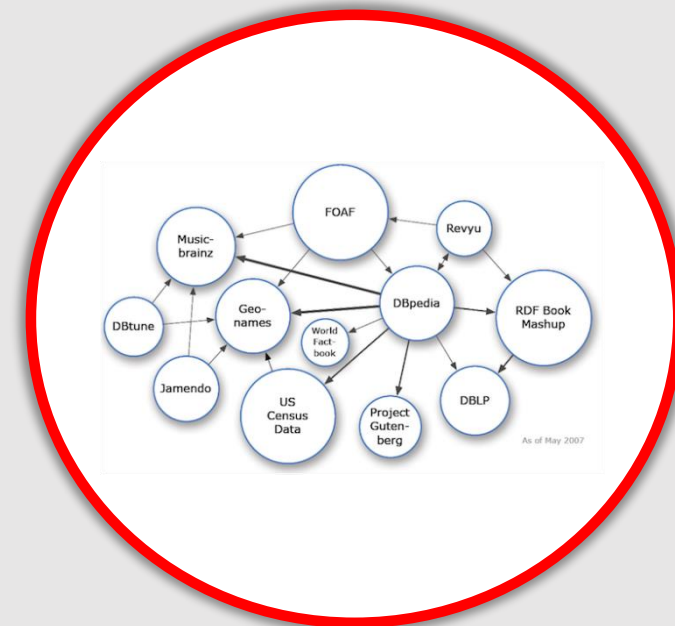 FOAF
Revyu
Music-
brainz
DBpedia
Geo-
names
RDF Book
Mashup
DBtune
World
Fact-
book
Jamendo
US
Census
Data
Project
Guten-
berg
DBLP
As of May 2007